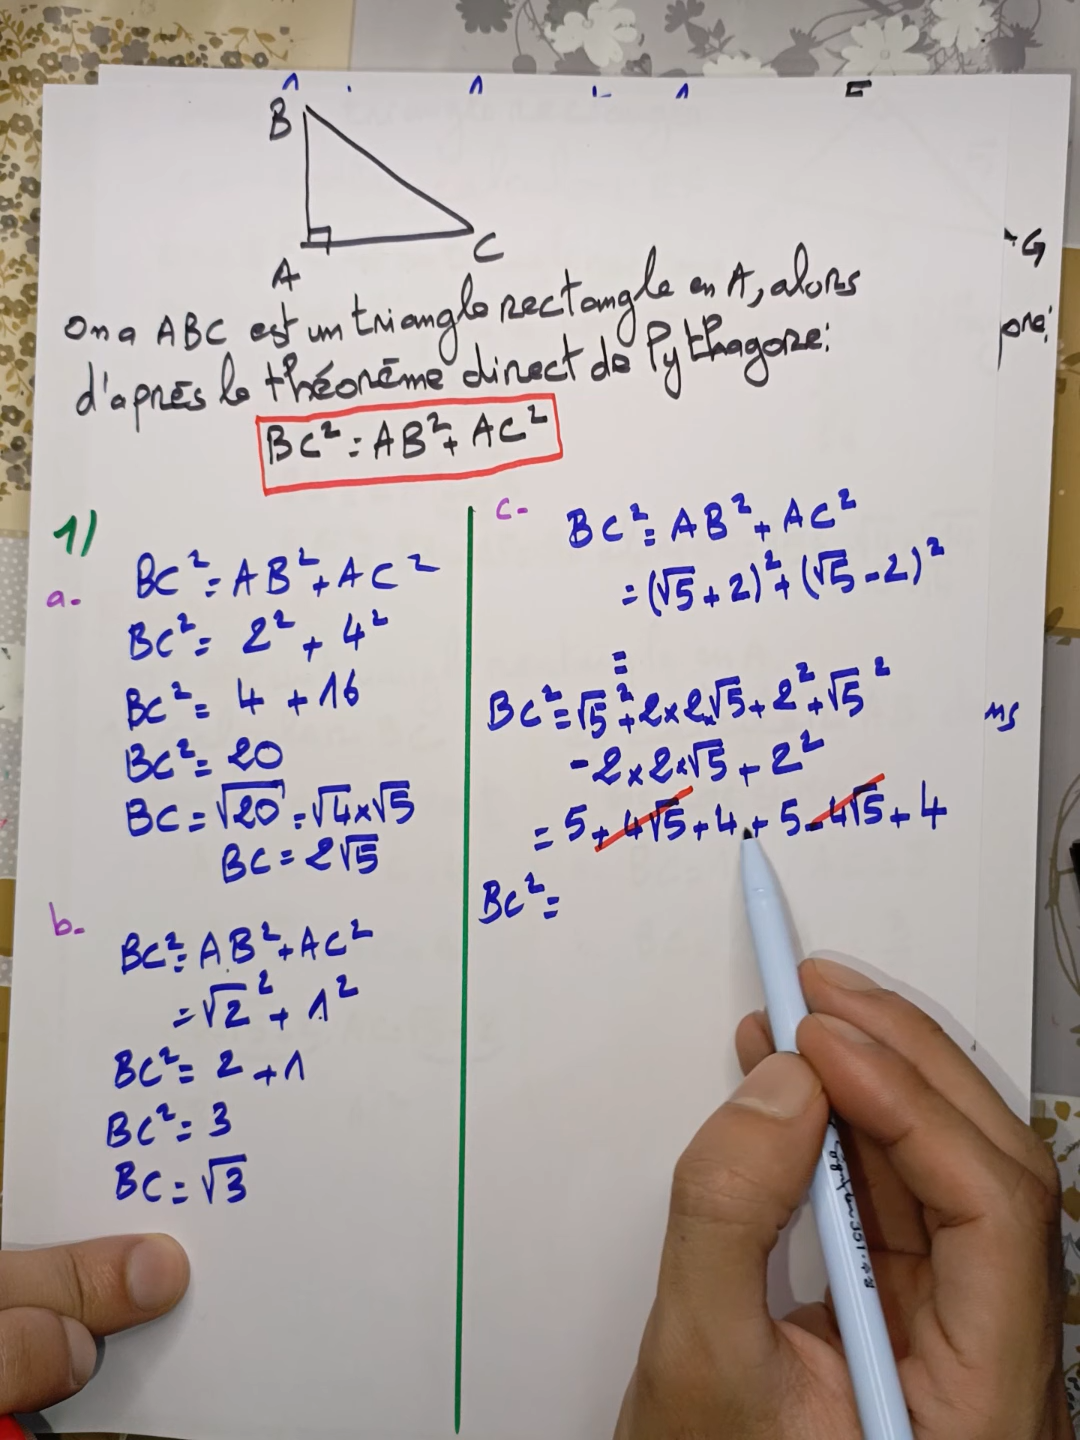 B
A
C
G
On a ABC est un triangle rectangle en A, alors
d'après le théorème direct de Pythagore:
ore:
BC² = AB² + AC²
1)
a.
BC² = AB² + AC²
BC² = 2² + 4²
BC² = 4 + 16
BC² = 20
BC = √20 = √4 × √5
BC = 2√5
b.
BC² = AB² + AC²
= √2² + 1²
BC² = 2 + 1
BC² = 3
BC = √3
c-
BC² = AB² + AC²
= (√5 + 2)² + (√5 - 2)²
=
BC² = √5² + 2×2×√5 + 2² + √5²
- 2×2×√5 + 2²
= 5 + 4√5 + 4 + 5 - 4√5 + 4
BC² =